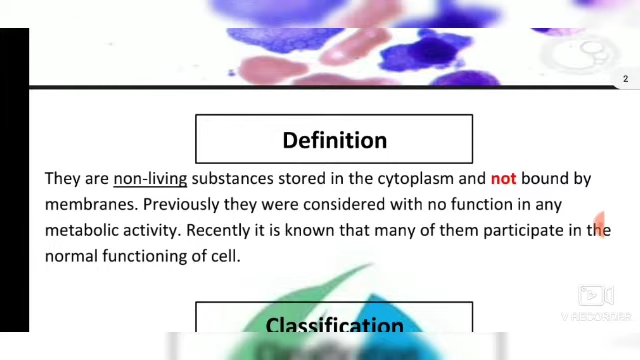 2
Definition
They are non-living substances stored in the cytoplasm and not bound by
membranes. Previously they were considered with no function in any
metabolic activity. Recently it is known that many of them participate in the
normal functioning of cell.
Classification
V RECORDER